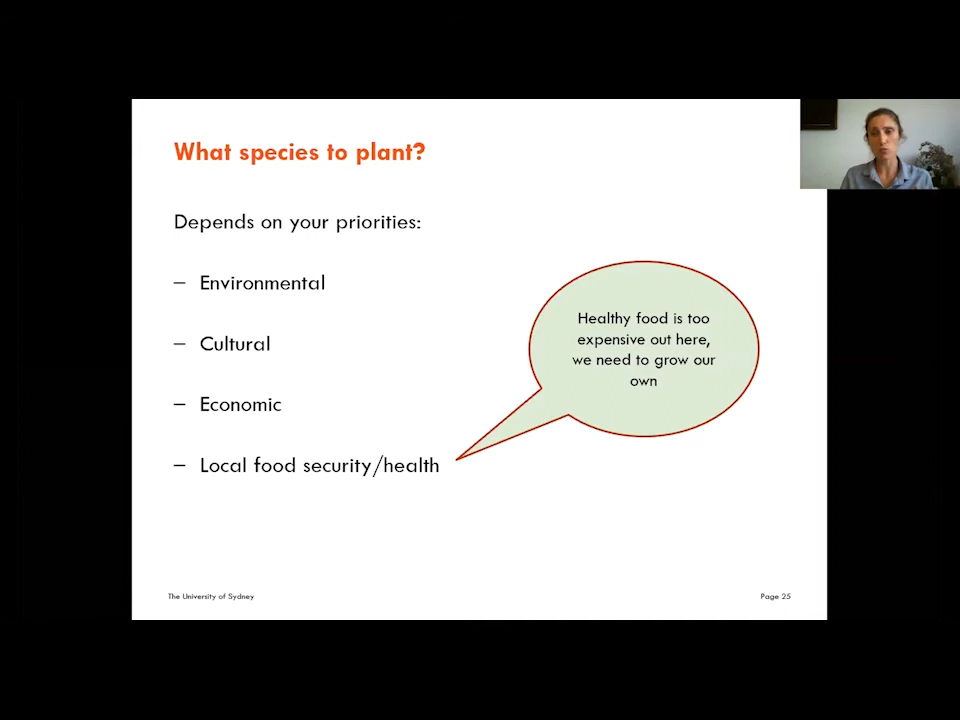 What species to plant?
Depends on your priorities:
– Environmental
– Cultural
– Economic
– Local food security/health
Healthy food is too
expensive out here,
we need to grow our
own
The University of Sydney
Page 25